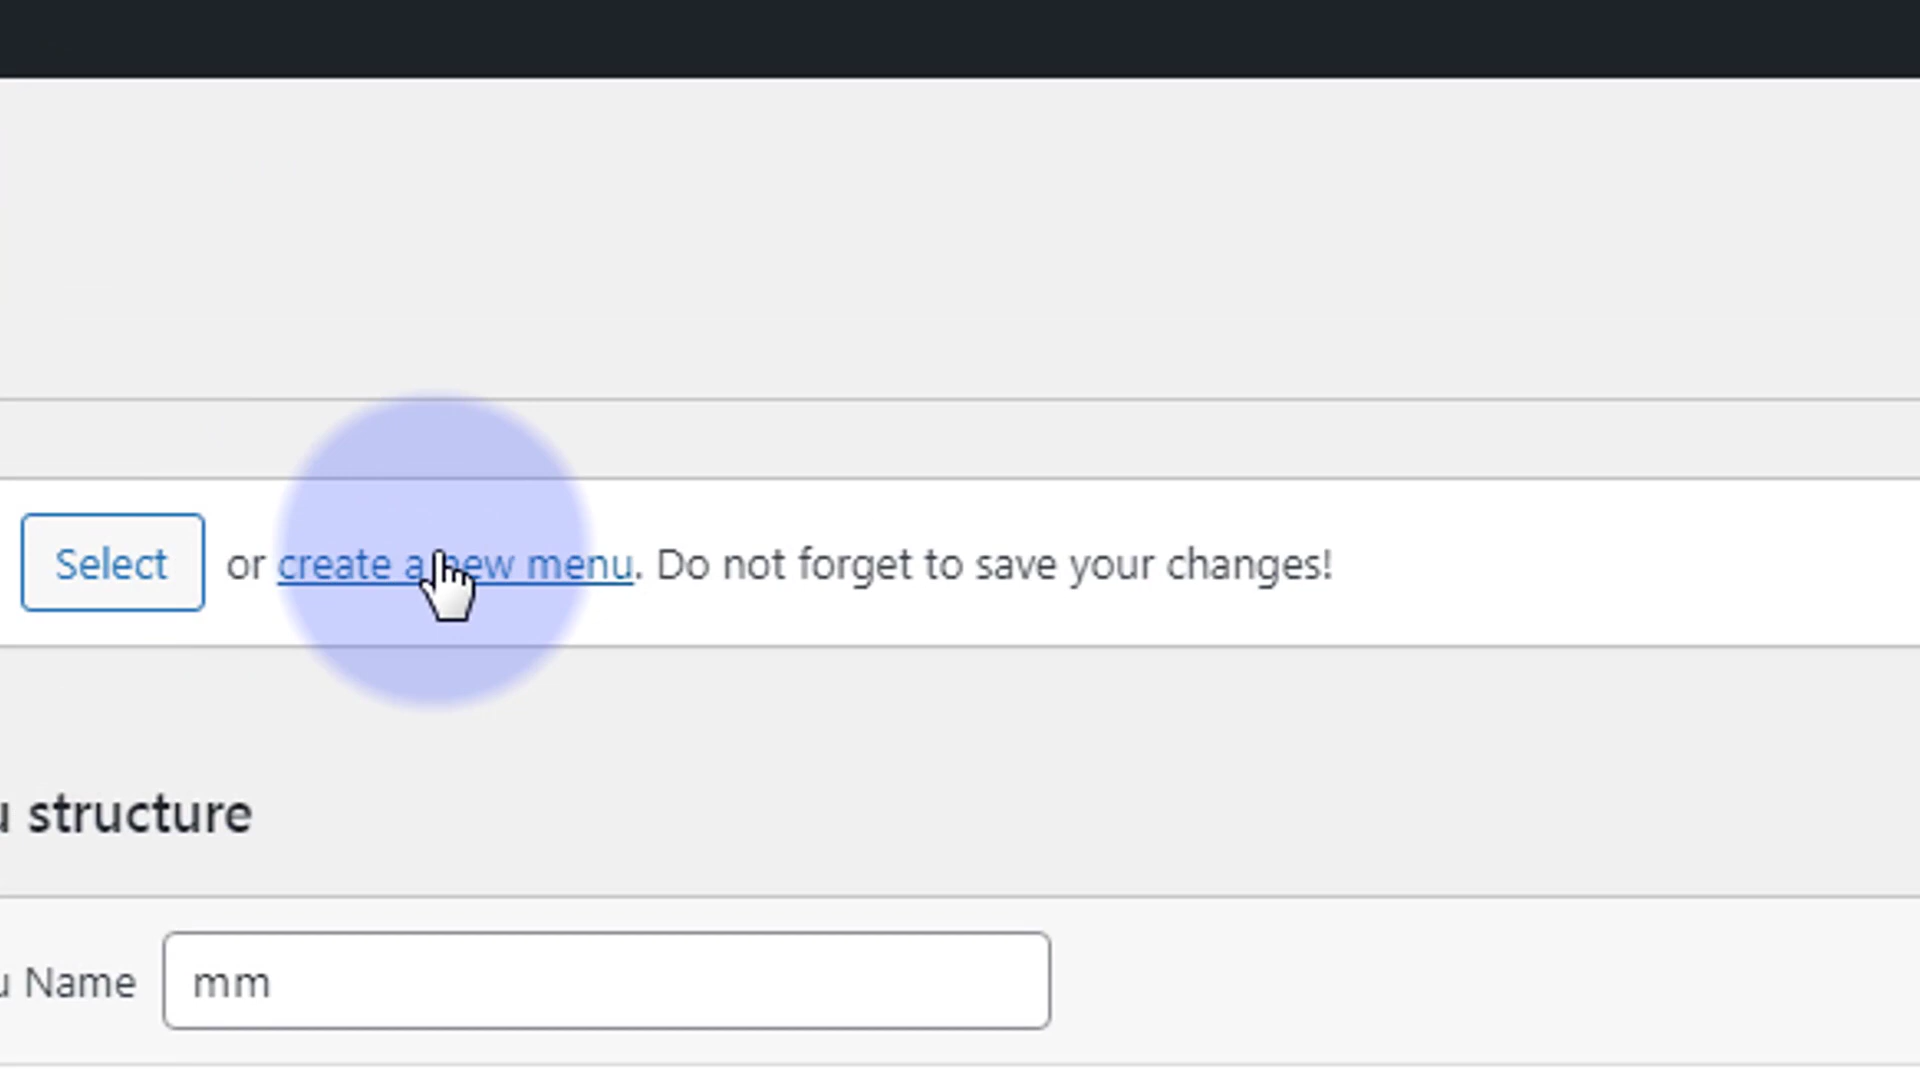 Select or create a new menu. Do not forget to save your changes!
u structure
u Name mm